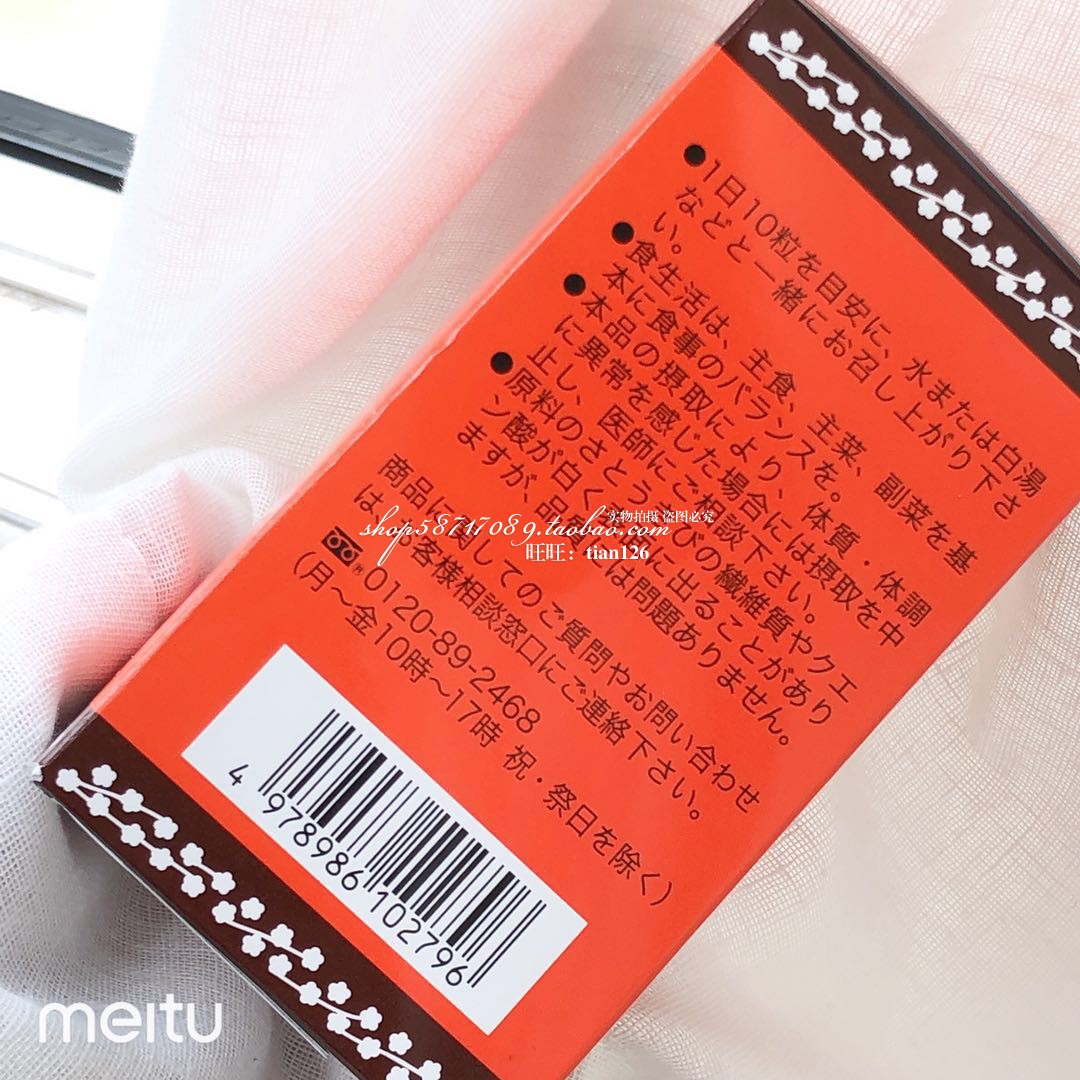 ●1日10粒を目安に、水または白湯
などと一緒にお召し上がり下さ
い。
●食生活は、主食、主菜、副菜を基
本に食事のバランスを。
●本品の摂取により、体質・体調
に異常を感じた場合には摂取を中
止し、医師にご相談下さい。
●原料のさとうきびの繊維質やクエ
ン酸が白く
に出ることがあり
ますが、品
は問題ありません。
商品に関してのご質問やお問い合わせ
は
客様相談窓口にご連絡下さい。
0120-89-2468
(月〜金10時〜17時 祝・祭日を除く)
4 978986 102796
实物拍摄 盗图必究
shop58717089.taobao.com
旺旺：tian126
meitu